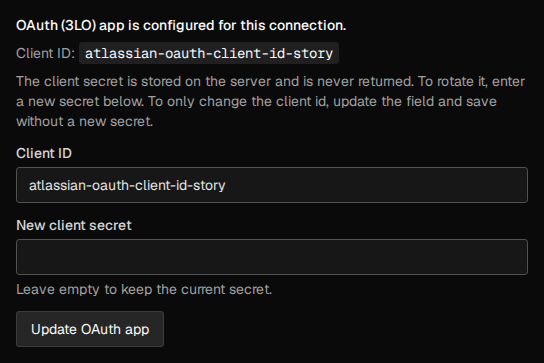 OAuth (3LO) app is configured for this connection.
Client ID: atlassian-oauth-client-id-story
The client secret is stored on the server and is never returned. To rotate it, enter
a new secret below. To only change the client id, update the field and save
without a new secret.
Client ID
atlassian-oauth-client-id-story
New client secret
Leave empty to keep the current secret.
Update OAuth app